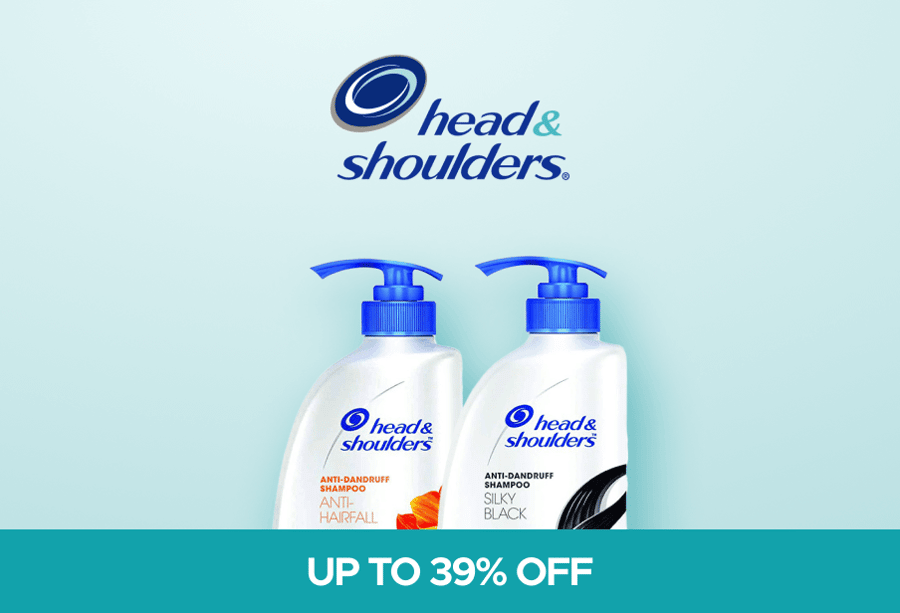 head&
shoulders®
head&
shoulders™
ANTI-DANDRUFF
SHAMPOO
ANTI-
HAIRFALL
head&
shoulders™
ANTI-DANDRUFF
SHAMPOO
SILKY
BLACK
UP TO 39% OFF